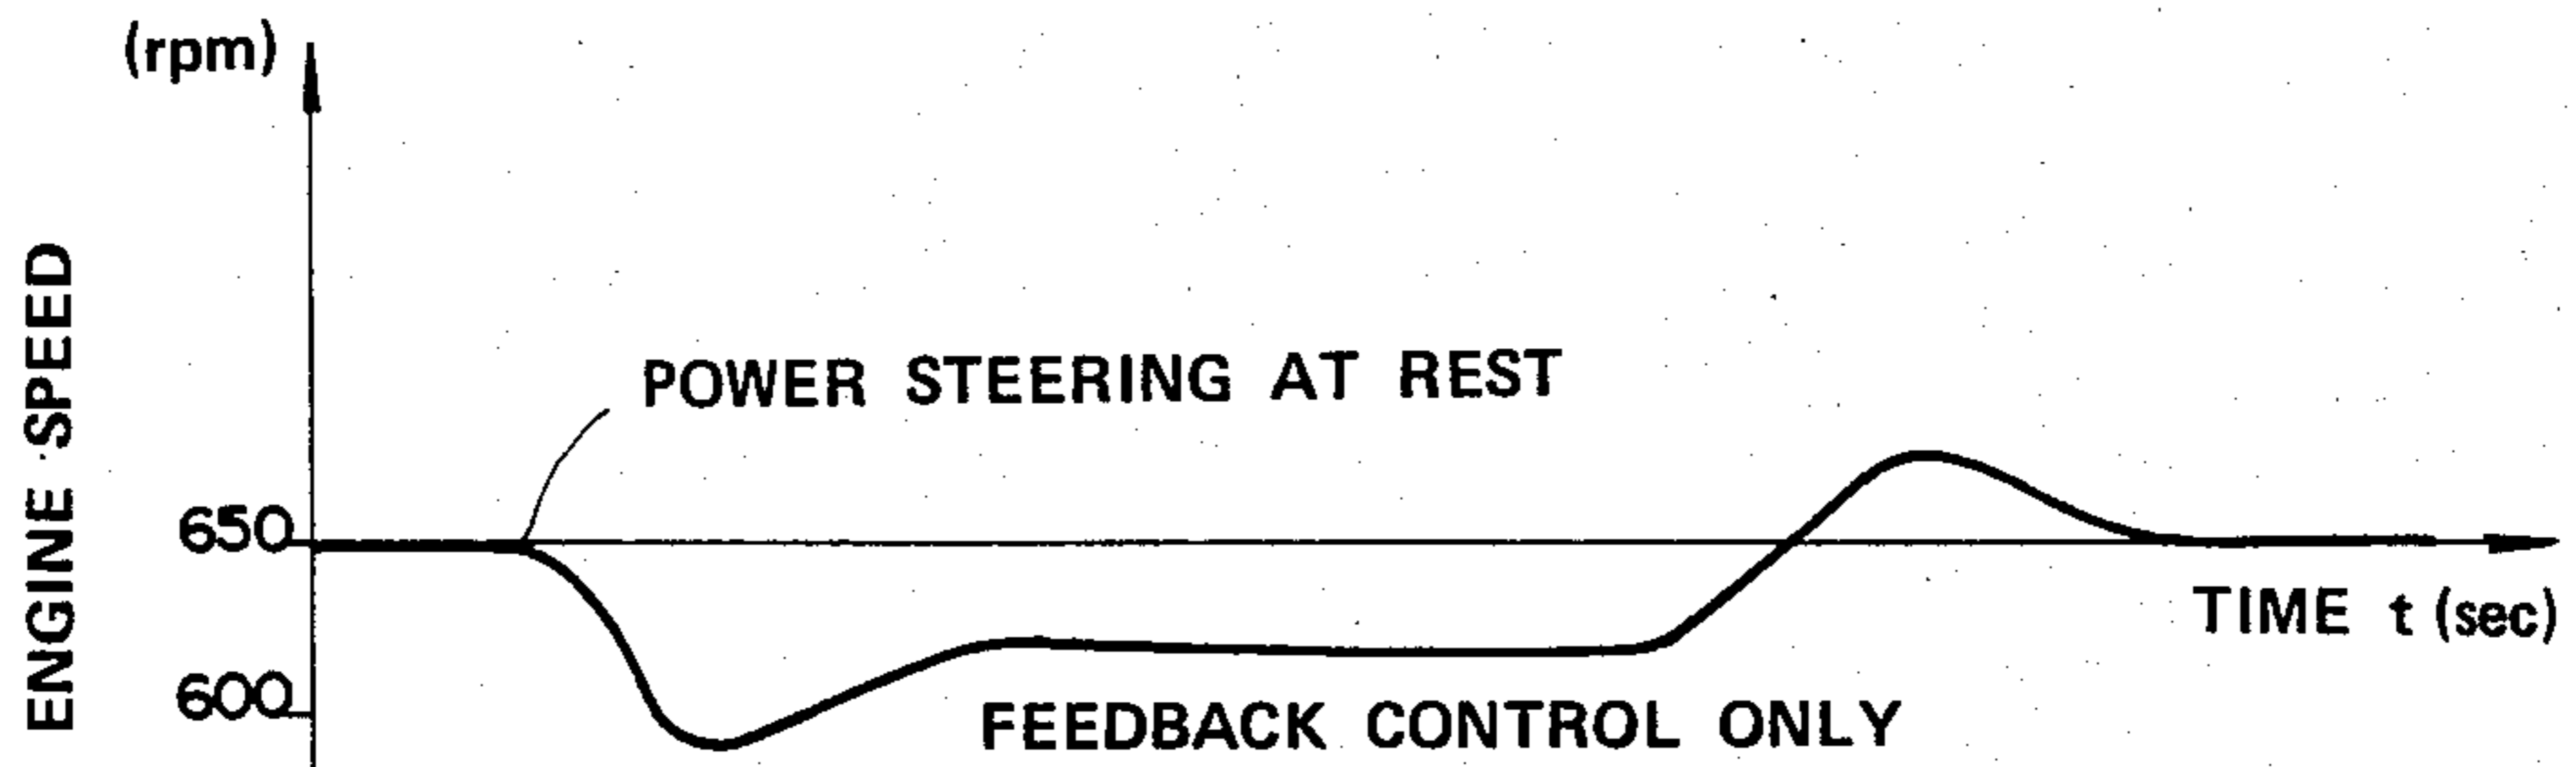 (rpm)
ENGINE SPEED
POWER STEERING AT REST
650
TIME t (sec)
600
FEEDBACK CONTROL ONLY